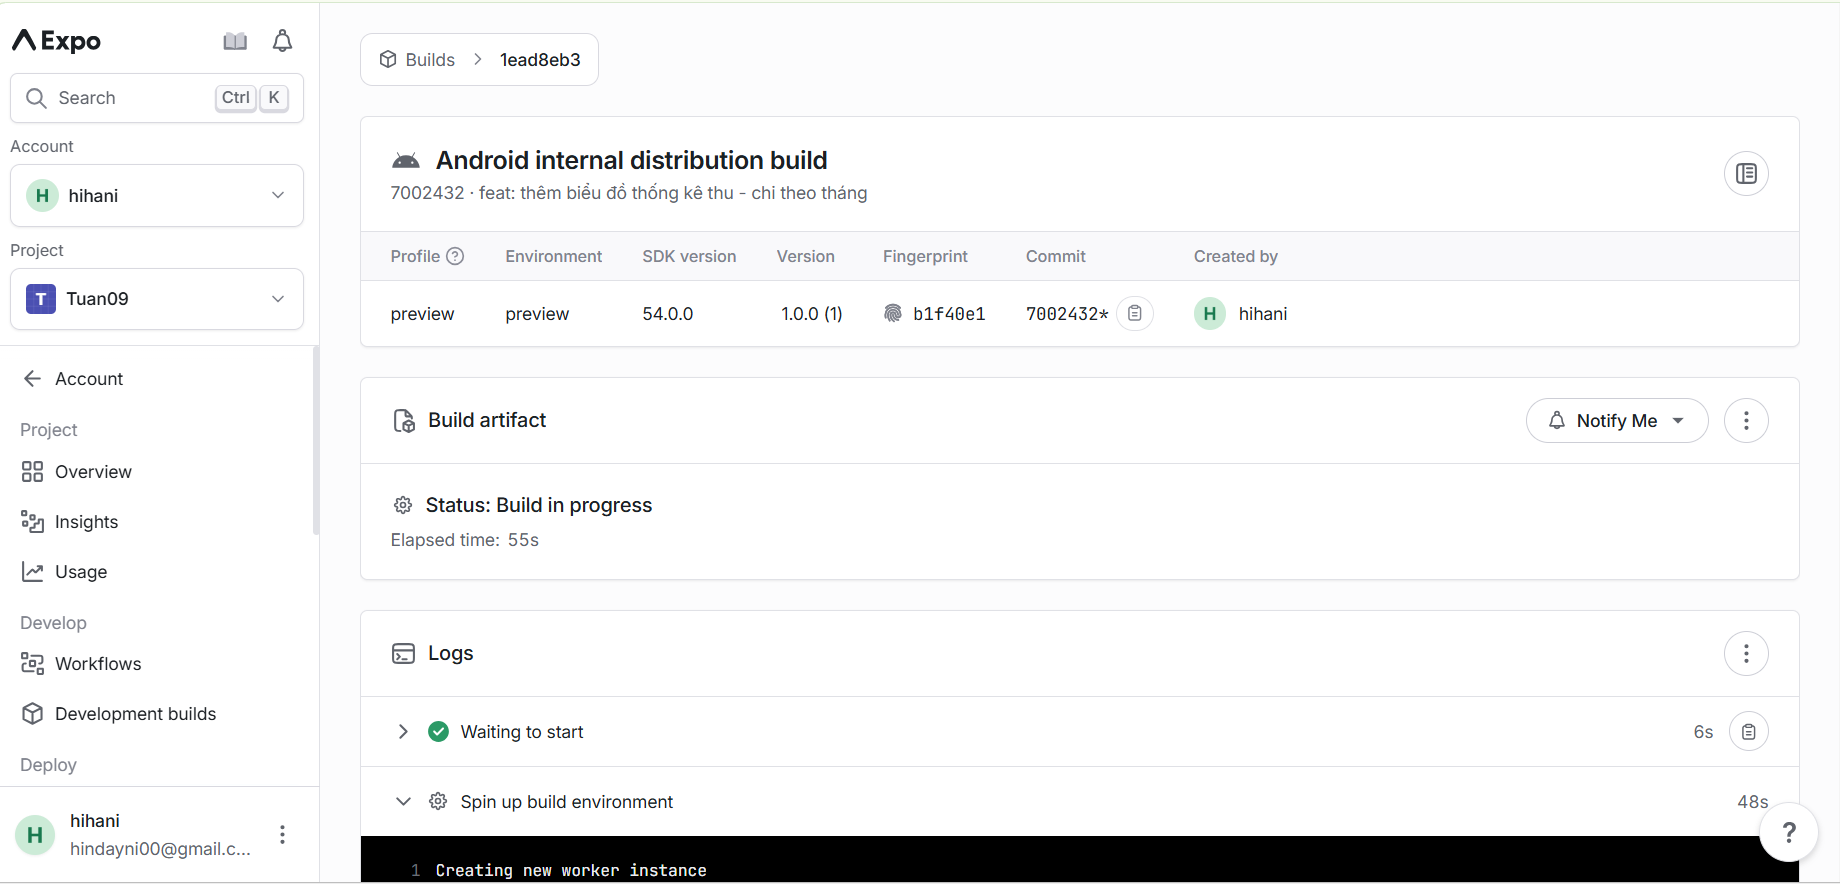 Expo
Search Ctrl K
Account
H hihani
Project
T Tuan09
Account
Project
Overview
Insights
Usage
Develop
Workflows
Development builds
Deploy
H hihani
hindayni00@gmail.c...
Builds > 1ead8eb3
Android internal distribution build
7002432 · feat: thêm biểu đồ thống kê thu - chi theo tháng
Profile ? Environment SDK version Version Fingerprint Commit Created by
preview preview 54.0.0 1.0.0 (1) b1f40e1 7002432* H hihani
Build artifact
Notify Me
Status: Build in progress
Elapsed time: 55s
Logs
Waiting to start 6s
Spin up build environment 48s
1 Creating new worker instance
?